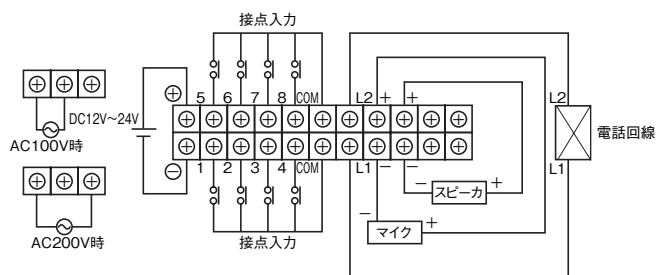 接点入力
5 6 7 8 COM L2 + + L2
DC12V～24V
電話回線
AC100V時
1 2 3 4 COM L1 − − L1
− スピーカ +
− マイク +
接点入力
AC200V時